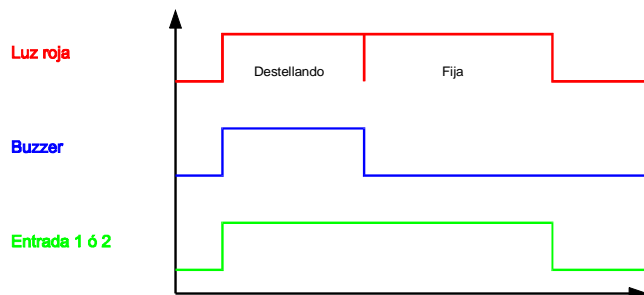 Luz roja
Destellando
Fija
Buzzer
Entrada 1 ó 2